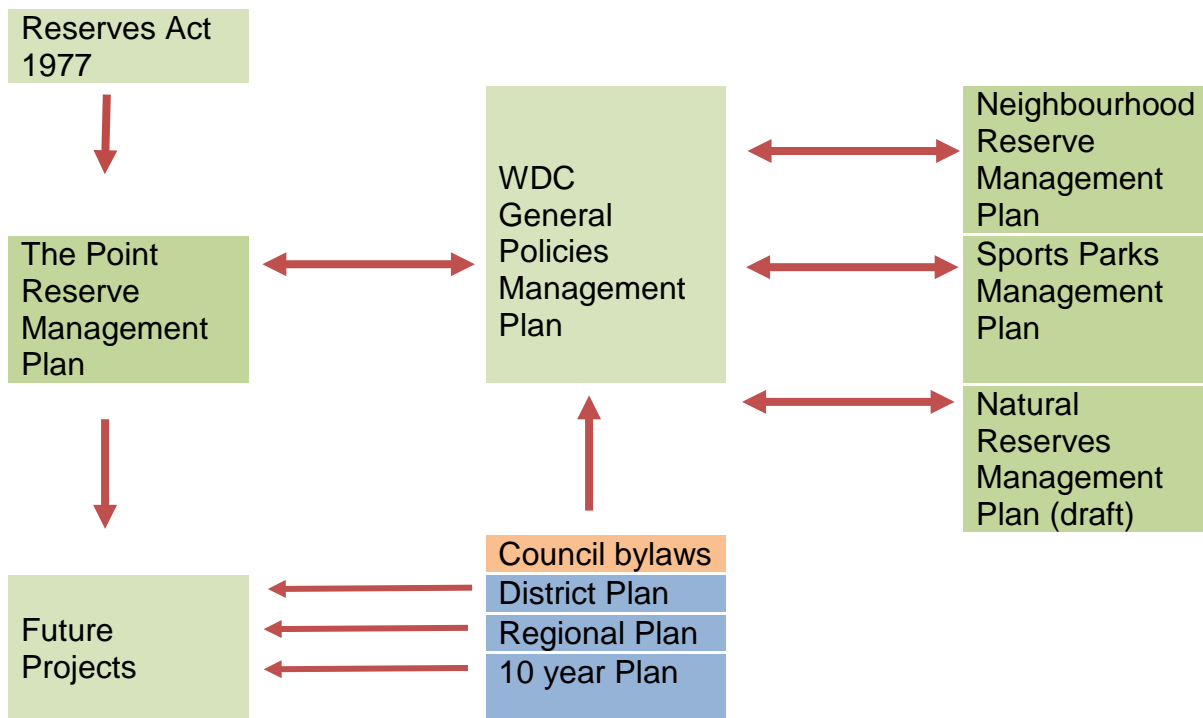 Reserves Act
1977
The Point
Reserve
Management
Plan
Future
Projects
WDC
General
Policies
Management
Plan
Council bylaws
District Plan
Regional Plan
10 year Plan
Neighbourhood
Reserve
Management
Plan
Sports Parks
Management
Plan
Natural
Reserves
Management
Plan (draft)